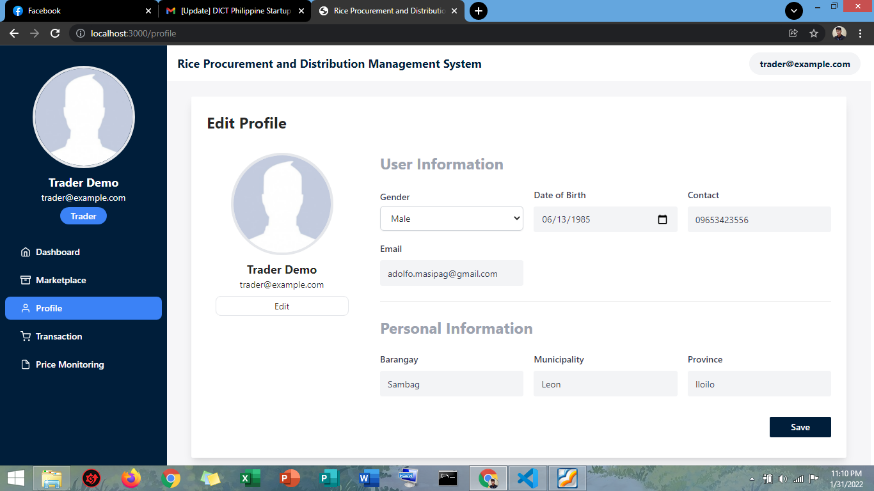 Facebook
[Update] DICT Philippine Startup
Rice Procurement and Distributio
localhost:3000/profile
Rice Procurement and Distribution Management System
trader@example.com
Trader Demo
trader@example.com
Trader
Dashboard
Marketplace
Profile
Transaction
Price Monitoring
Edit Profile
Trader Demo
trader@example.com
Edit
User Information
Gender
Date of Birth
Contact
Male
06/13/1985
09653423556
Email
adolfo.masipag@gmail.com
Personal Information
Barangay
Municipality
Province
Sambag
Leon
Iloilo
Save
11:10 PM
1/31/2022